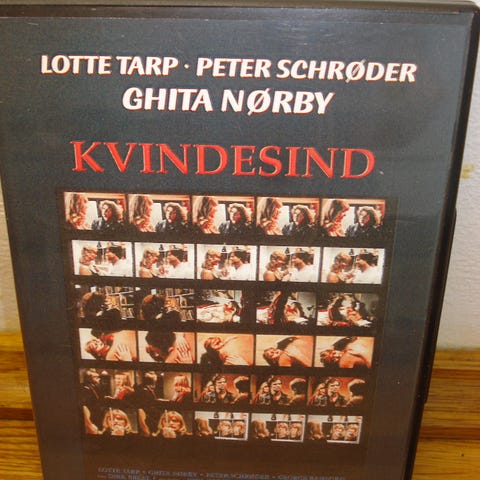 LOTTE TARP · PETER SCHRØDER
GHITA NØRBY
KVINDESIND
LOTTE TARP · GHITA NØRBY · PETER SCHRØDER ·